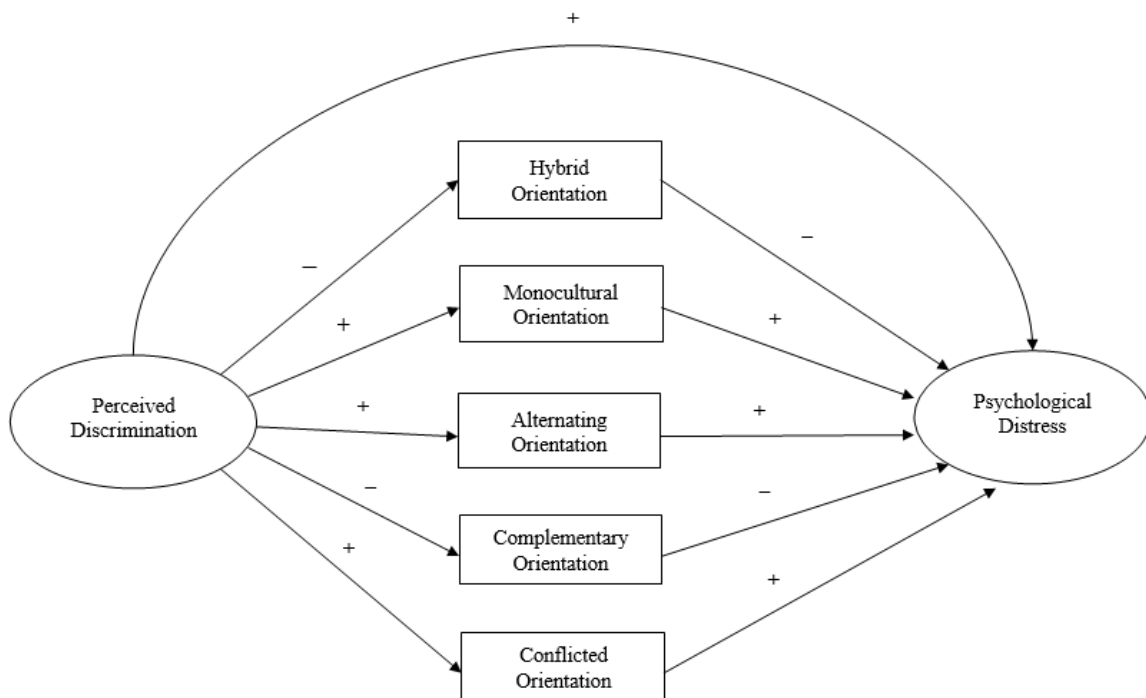 +
Hybrid
Orientation
–
–
Monocultural
Orientation
+
+
Perceived
Discrimination
+
Alternating
Orientation
+
Psychological
Distress
–
Complementary
Orientation
–
+
Conflicted
Orientation
+